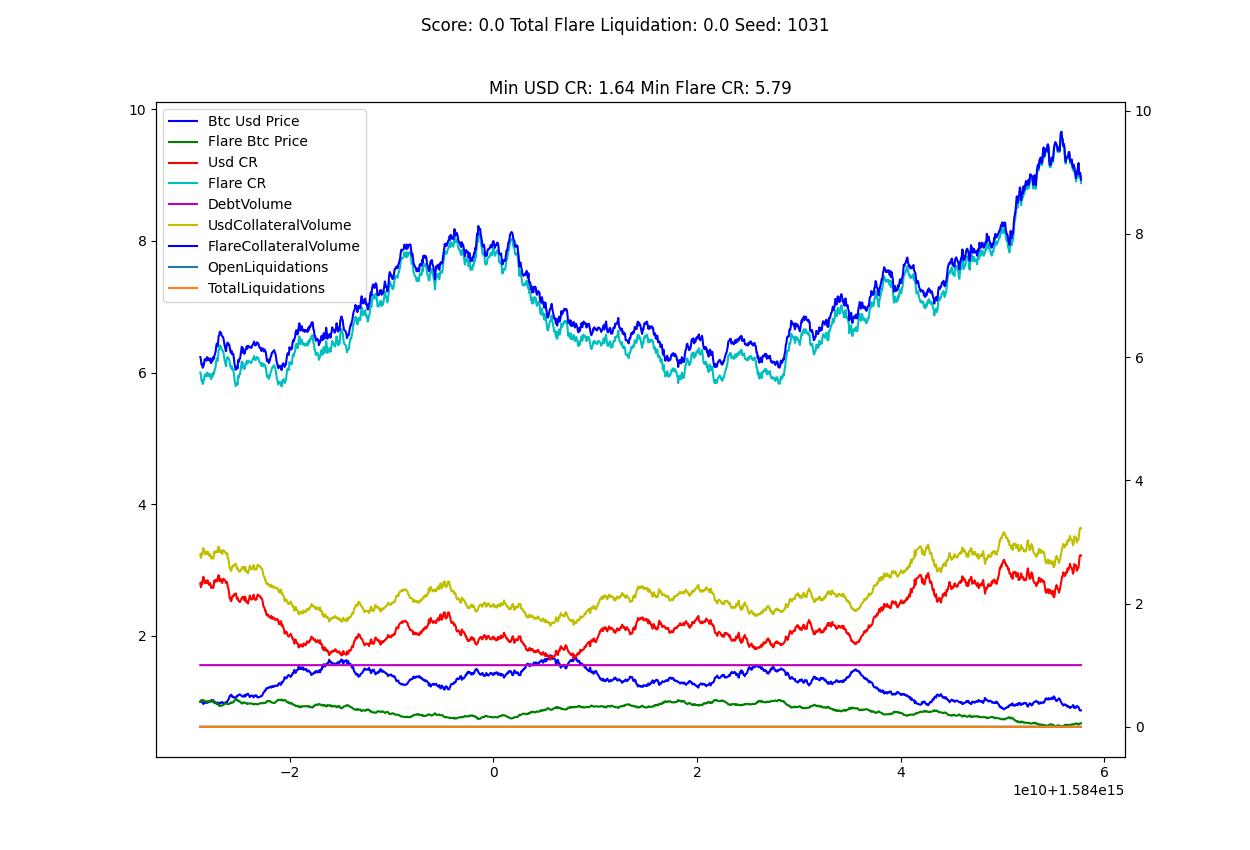 Score: 0.0 Total Flare Liquidation: 0.0 Seed: 1031
Min USD CR: 1.64 Min Flare CR: 5.79
Btc Usd Price
Flare Btc Price
Usd CR
Flare CR
DebtVolume
UsdCollateralVolume
FlareCollateralVolume
OpenLiquidations
TotalLiquidations
10
8
6
4
2
10
8
6
4
2
0
−2 0 2 4 6
1e10+1.584e15